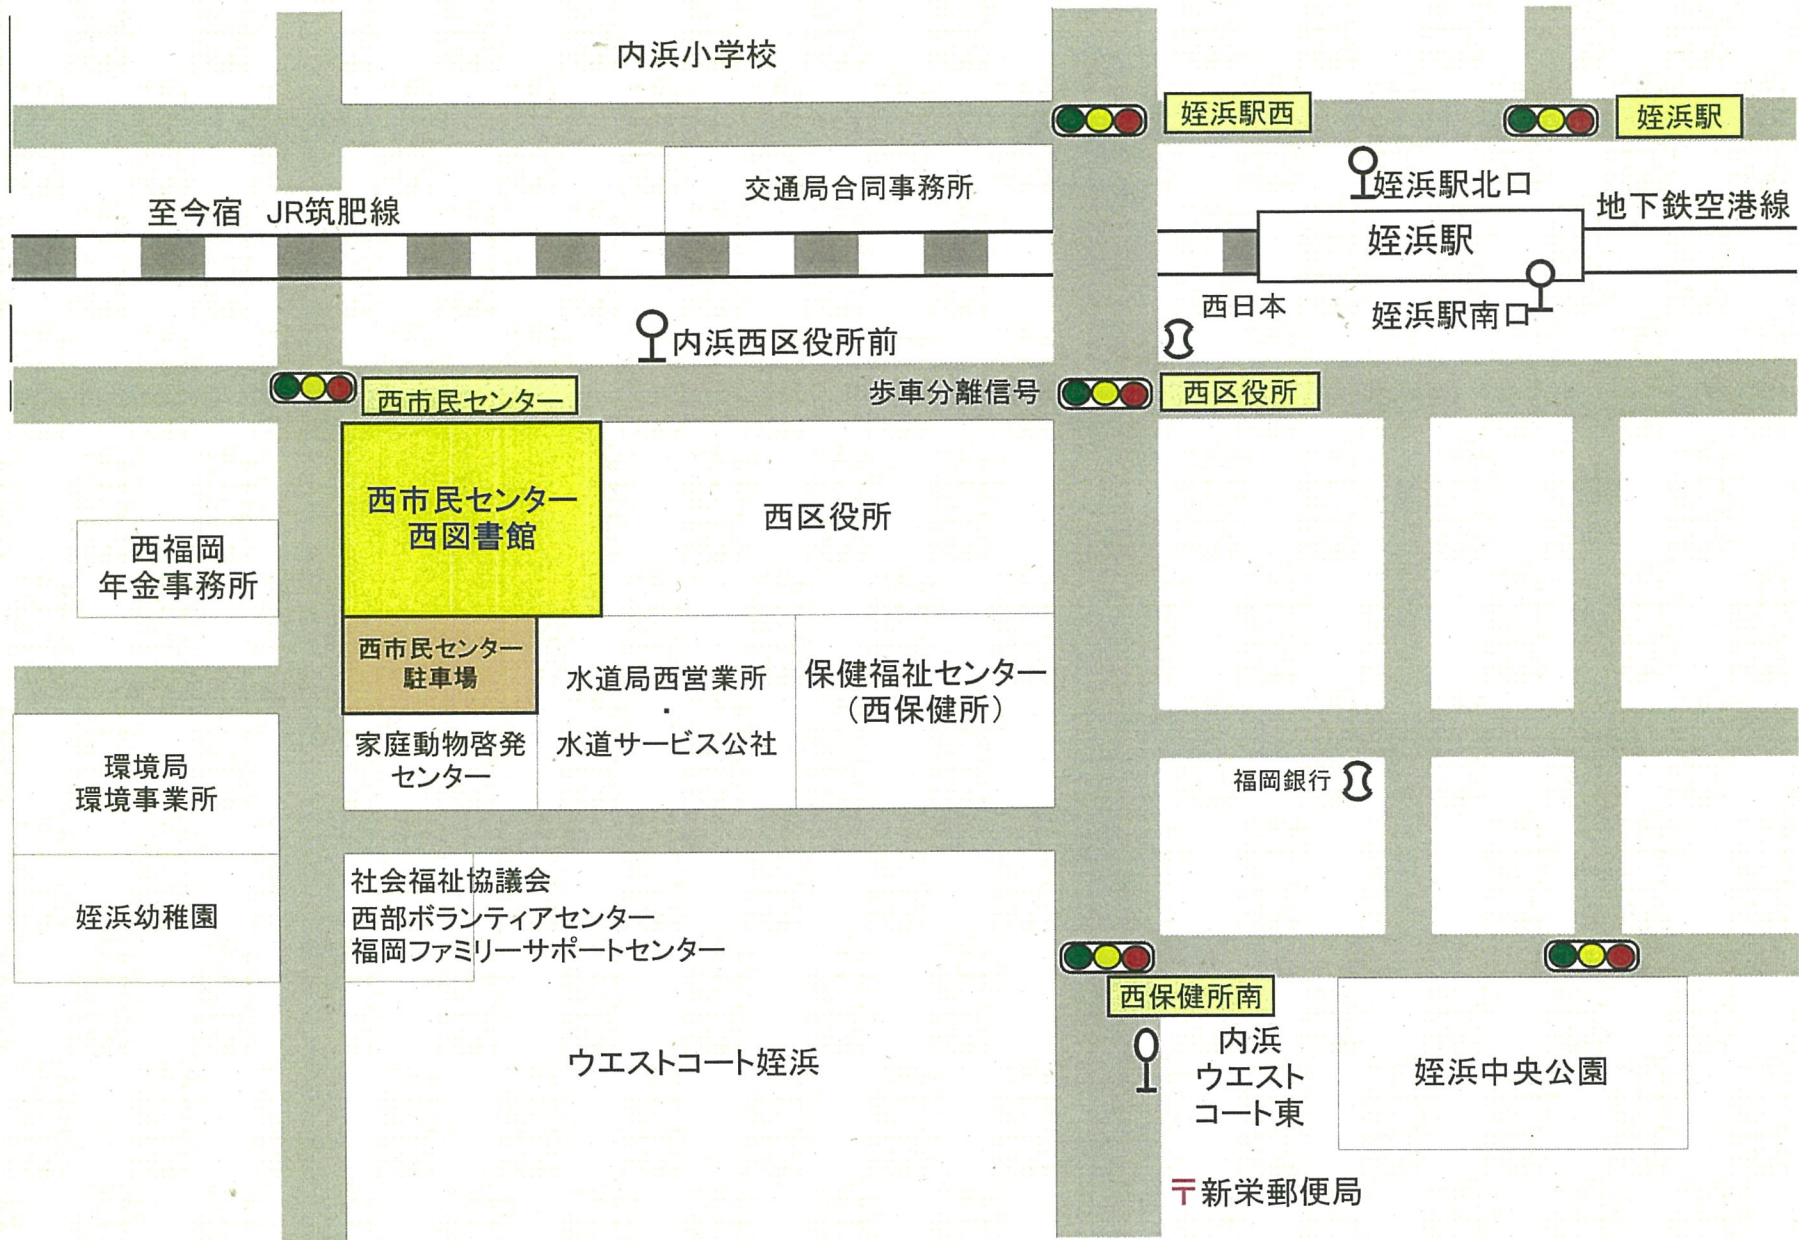 内浜小学校
姪浜駅西
姪浜駅
交通局合同事務所
姪浜駅北口
至今宿 JR筑肥線
地下鉄空港線
姪浜駅
西日本
姪浜駅南口
内浜西区役所前
西市民センター
歩車分離信号
西区役所
西市民センター
西図書館
西区役所
西福岡
年金事務所
西市民センター
駐車場
水道局西営業所
・
水道サービス公社
保健福祉センター
（西保健所）
家庭動物啓発
センター
環境局
環境事業所
福岡銀行
社会福祉協議会
西部ボランティアセンター
福岡ファミリーサポートセンター
姪浜幼稚園
西保健所南
内浜
ウエスト
コート東
ウエストコート姪浜
姪浜中央公園
〒新栄郵便局